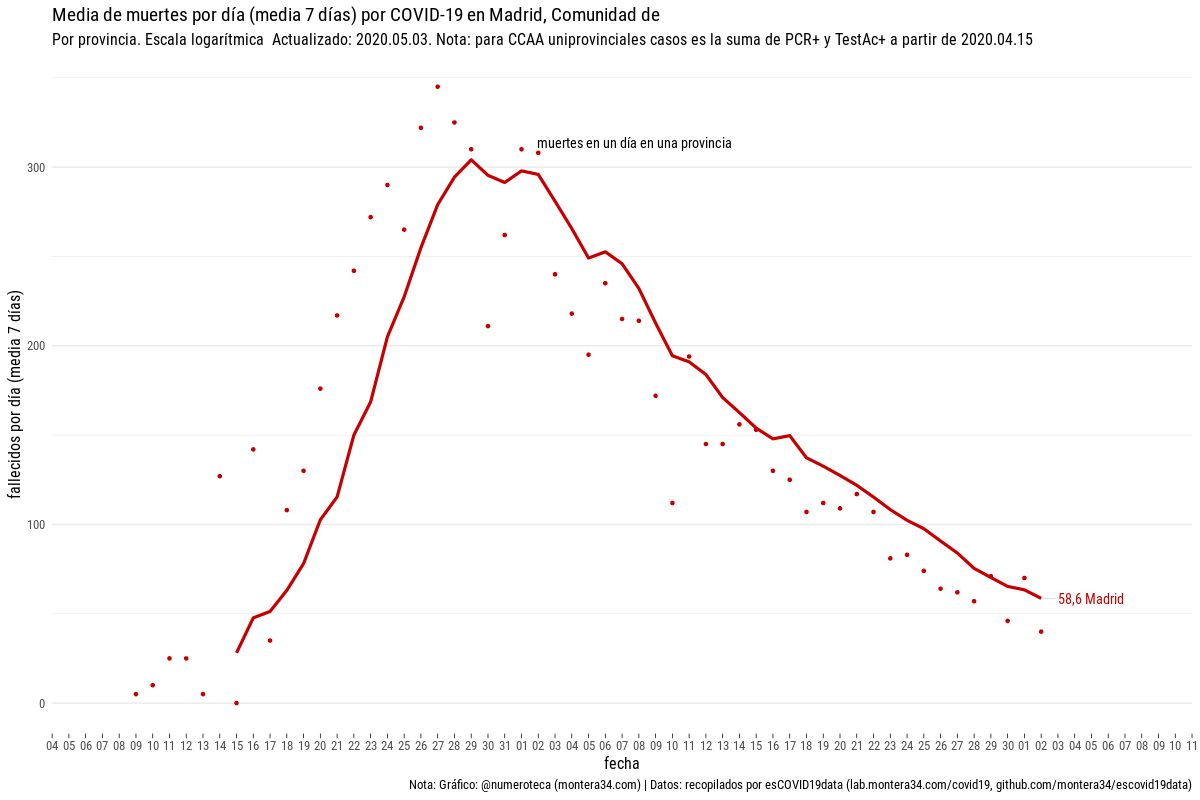 Media de muertes por día (media 7 días) por COVID-19 en Madrid, Comunidad de
Por provincia. Escala logarítmica  Actualizado: 2020.05.03. Nota: para CCAA uniprovinciales casos es la suma de PCR+ y TestAc+ a partir de 2020.04.15
muertes en un día en una provincia
300
200
100
0
fallecidos por día (media 7 días)
58,6 Madrid
04 05 06 07 08 09 10 11 12 13 14 15 16 17 18 19 20 21 22 23 24 25 26 27 28 29 30 31 01 02 03 04 05 06 07 08 09 10 11 12 13 14 15 16 17 18 19 20 21 22 23 24 25 26 27 28 29 30 01 02 03 04 05 06 07 08 09 10 11
fecha
Nota: Gráfico: @numeroteca (montera34.com) | Datos: recopilados por esCOVID19data (lab.montera34.com/covid19, github.com/montera34/escovid19data)